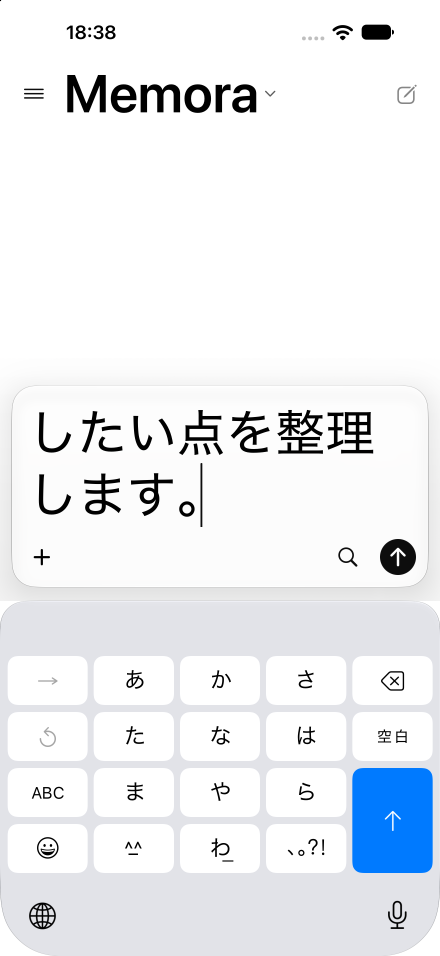 18:38
Memora
したい点を整理
します。
→ あ か さ
た な は 空白
ABC ま や ら
^^ わ_ 、。?!